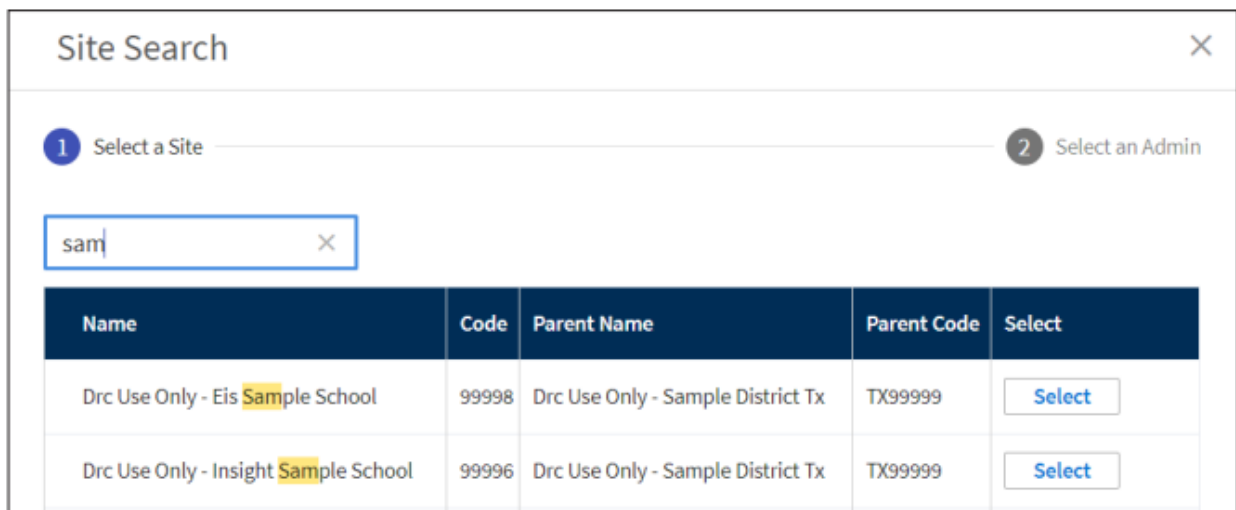 Site Search
1 Select a Site 2 Select an Admin
sam
Name Code Parent Name Parent Code Select
Drc Use Only - Eis Sample School 99998 Drc Use Only - Sample District Tx TX99999 Select
Drc Use Only - Insight Sample School 99996 Drc Use Only - Sample District Tx TX99999 Select